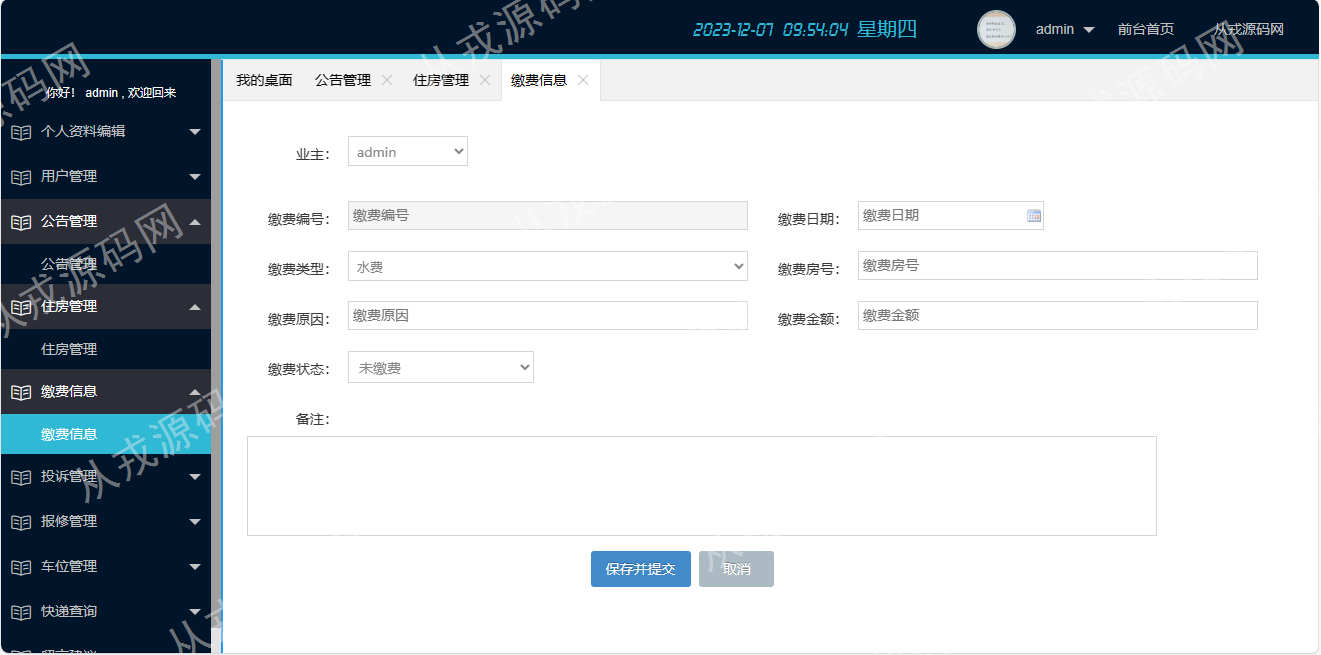 2023-12-07 09:54:04 星期四
admin
前台首页
从戎源码网
你好！ admin , 欢迎回来
个人资料编辑
用户管理
公告管理
公告管理
住房管理
住房管理
缴费信息
缴费信息
投诉管理
报修管理
车位管理
快递查询
我的桌面 公告管理 住房管理 缴费信息
业主： admin
缴费编号： 缴费编号 缴费日期： 缴费日期
缴费类型： 水费 缴费房号： 缴费房号
缴费原因： 缴费原因 缴费金额： 缴费金额
缴费状态： 未缴费
备注：
保存并提交 取消
从戎源码网
从戎源码网
从戎源码网
从戎源码网